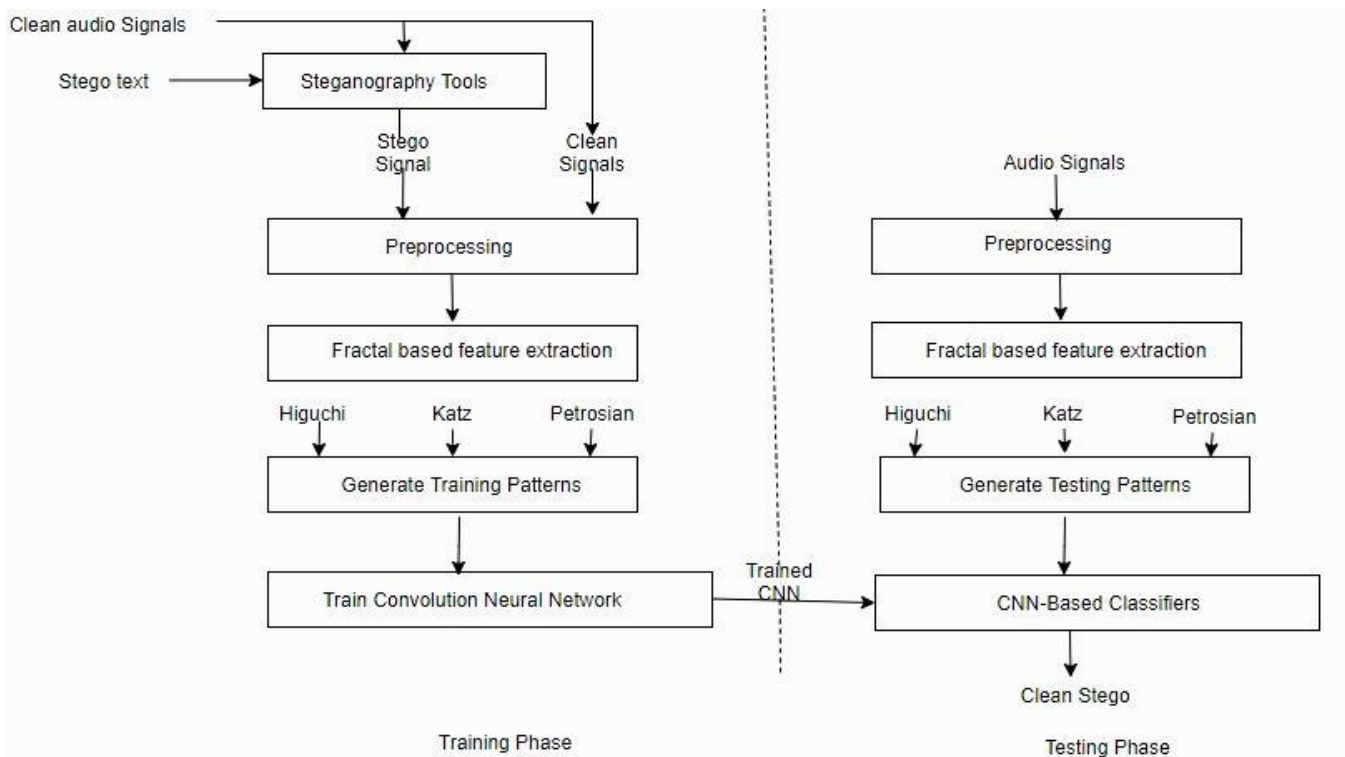 Clean audio Signals
Stego text
Steganography Tools
Stego
Signal
Clean
Signals
Preprocessing
Fractal based feature extraction
Higuchi
Katz
Petrosian
Generate Training Patterns
Train Convolution Neural Network
Training Phase
Trained
CNN
Audio Signals
Preprocessing
Fractal based feature extraction
Higuchi
Katz
Petrosian
Generate Testing Patterns
CNN-Based Classifiers
Clean Stego
Testing Phase